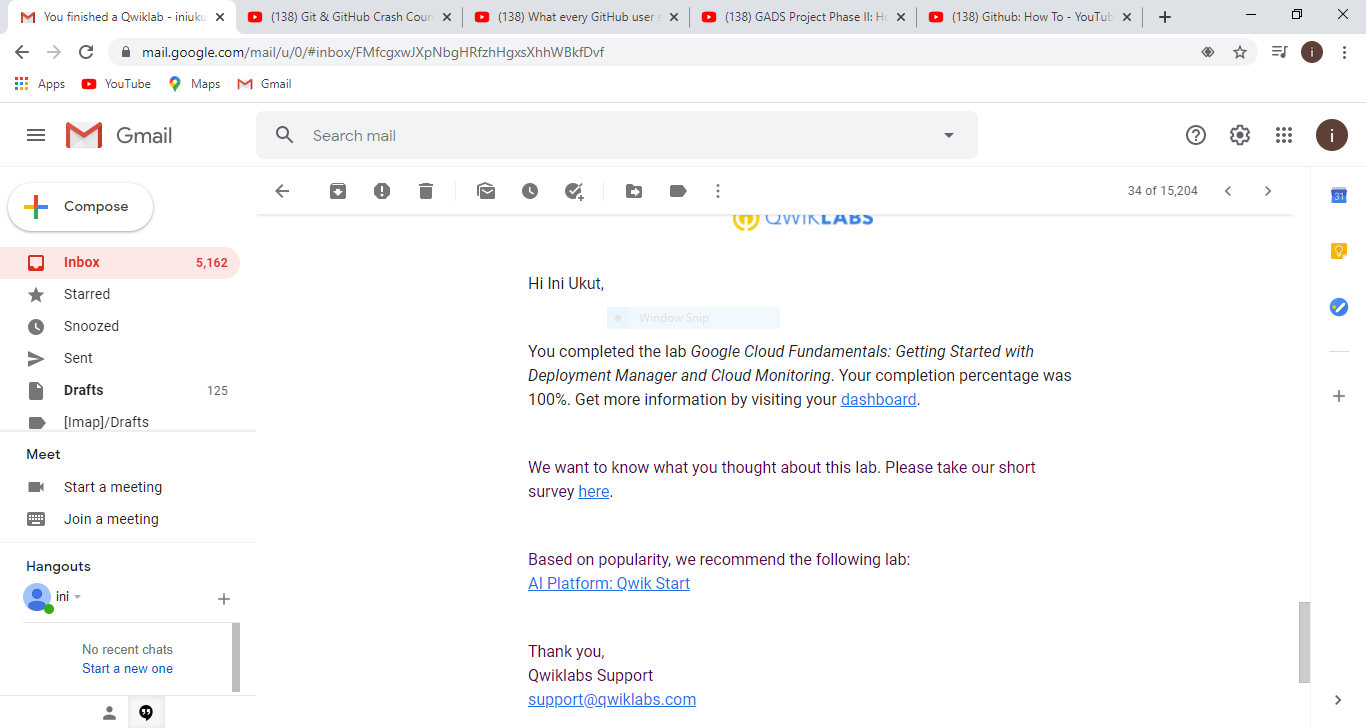 You finished a Qwiklab - iniuku
(138) Git & GitHub Crash Cour
(138) What every GitHub user s
(138) GADS Project Phase II: Ho
(138) Github: How To - YouTub
mail.google.com/mail/u/0/#inbox/FMfcgxwJXpNbgHRfzhHgxsXhhWBkfDvf
i
Apps
YouTube
Maps
Gmail
Gmail
Search mail
i
Compose
34 of 15,204
31
QWIKLABS
Inbox 5,162
Starred
Snoozed
Sent
Drafts 125
[Imap]/Drafts
Meet
Start a meeting
Join a meeting
Hangouts
ini
No recent chats
Start a new one
Hi Ini Ukut,
Window Snip
You completed the lab Google Cloud Fundamentals: Getting Started with
Deployment Manager and Cloud Monitoring. Your completion percentage was
100%. Get more information by visiting your dashboard.
We want to know what you thought about this lab. Please take our short
survey here.
Based on popularity, we recommend the following lab:
AI Platform: Qwik Start
Thank you,
Qwiklabs Support
support@qwiklabs.com